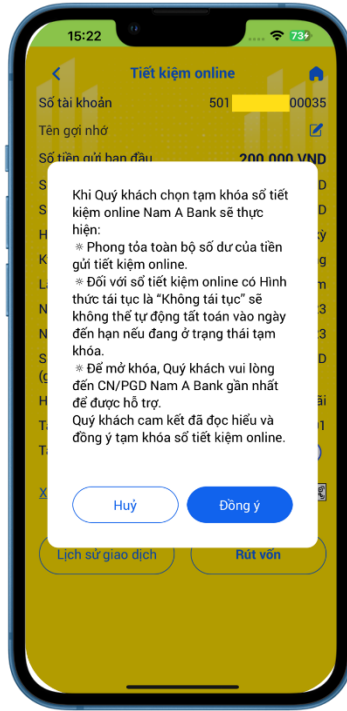 15:22
73
Tiết kiệm online
Số tài khoản 501 00035
Tên gợi nhớ
Số tiền gửi ban đầu 200 000 VND
Khi Quý khách chọn tạm khóa sổ tiết
kiệm online Nam A Bank sẽ thực
hiện:
※ Phong tỏa toàn bộ số dư của tiền
gửi tiết kiệm online.
※ Đối với sổ tiết kiệm online có Hình
thức tái tục là “Không tái tục” sẽ
không thể tự động tất toán vào ngày
đến hạn nếu đang ở trạng thái tạm
khóa.
※ Để mở khóa, Quý khách vui lòng
đến CN/PGD Nam A Bank gần nhất
để được hỗ trợ.
Quý khách cam kết đã đọc hiểu và
đồng ý tạm khóa sổ tiết kiệm online.
Huỷ
Đồng ý
Lịch sử giao dịch
Rút vốn